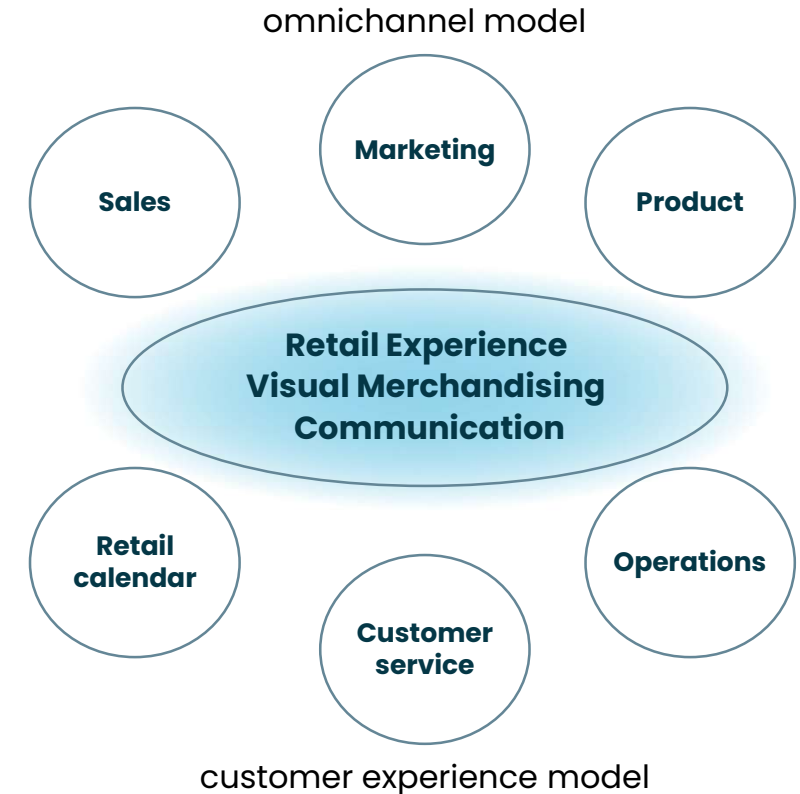 omnichannel model
Marketing
Sales
Product
Retail Experience
Visual Merchandising
Communication
Retail
calendar
Operations
Customer
service
customer experience model